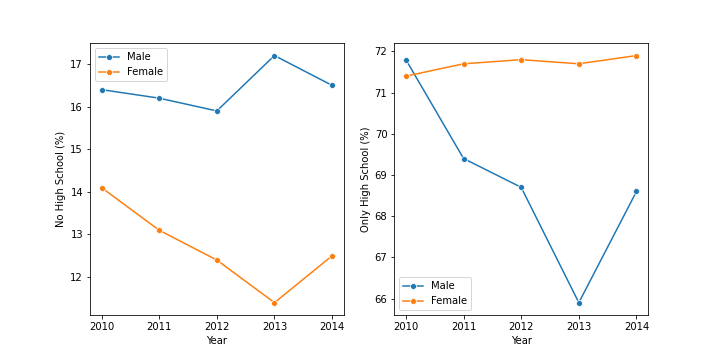 Male
Female
17
16
15
14
13
12
No High School (%)
2010 2011 2012 2013 2014
Year
72
71
70
69
68
67
66
Only High School (%)
Male
Female
2010 2011 2012 2013 2014
Year